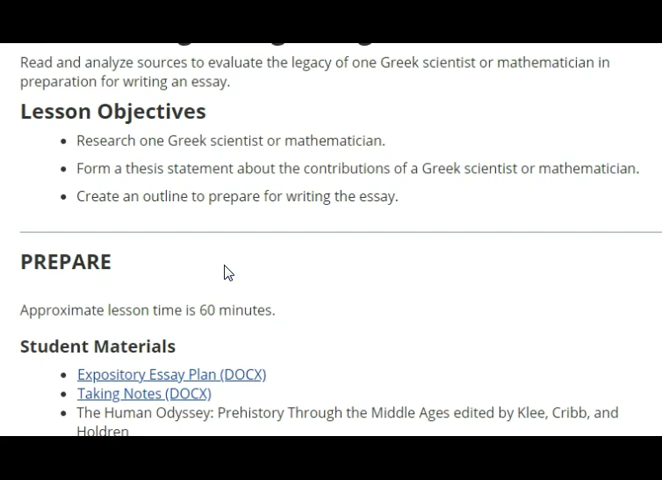 Read and analyze sources to evaluate the legacy of one Greek scientist or mathematician in
preparation for writing an essay.
Lesson Objectives
Research one Greek scientist or mathematician.
Form a thesis statement about the contributions of a Greek scientist or mathematician.
Create an outline to prepare for writing the essay.
PREPARE
Approximate lesson time is 60 minutes.
Student Materials
Expository Essay Plan (DOCX)
Taking Notes (DOCX)
The Human Odyssey: Prehistory Through the Middle Ages edited by Klee, Cribb, and
Holdren